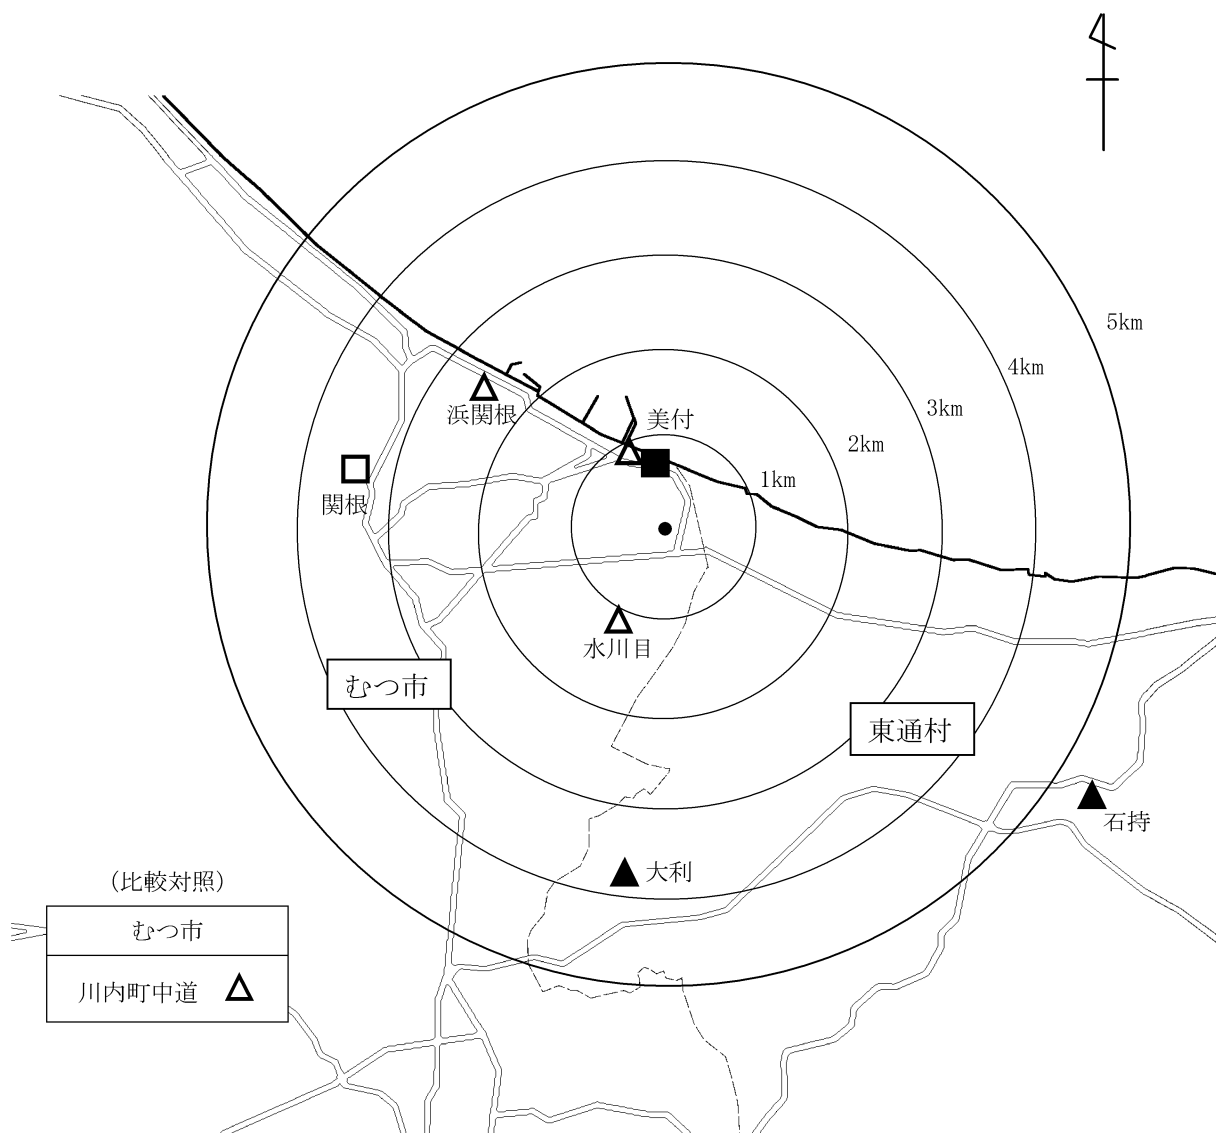 5km
4km
3km
2km
1km
美付
浜関根
関根
水川目
むつ市
東通村
石持
大利
（比較対照）
むつ市
川内町中道